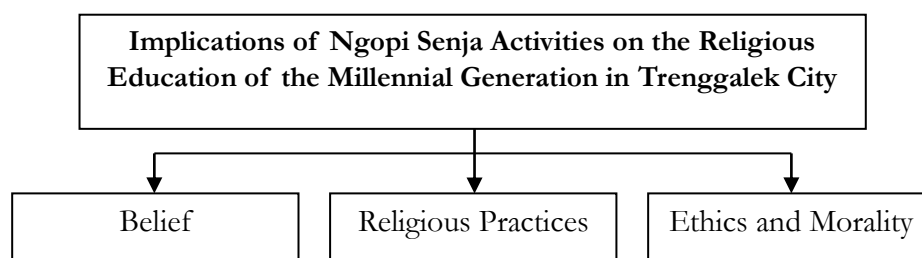 Implications of Ngopi Senja Activities on the Religious
Education of the Millennial Generation in Trenggalek City
Belief
Religious Practices
Ethics and Morality